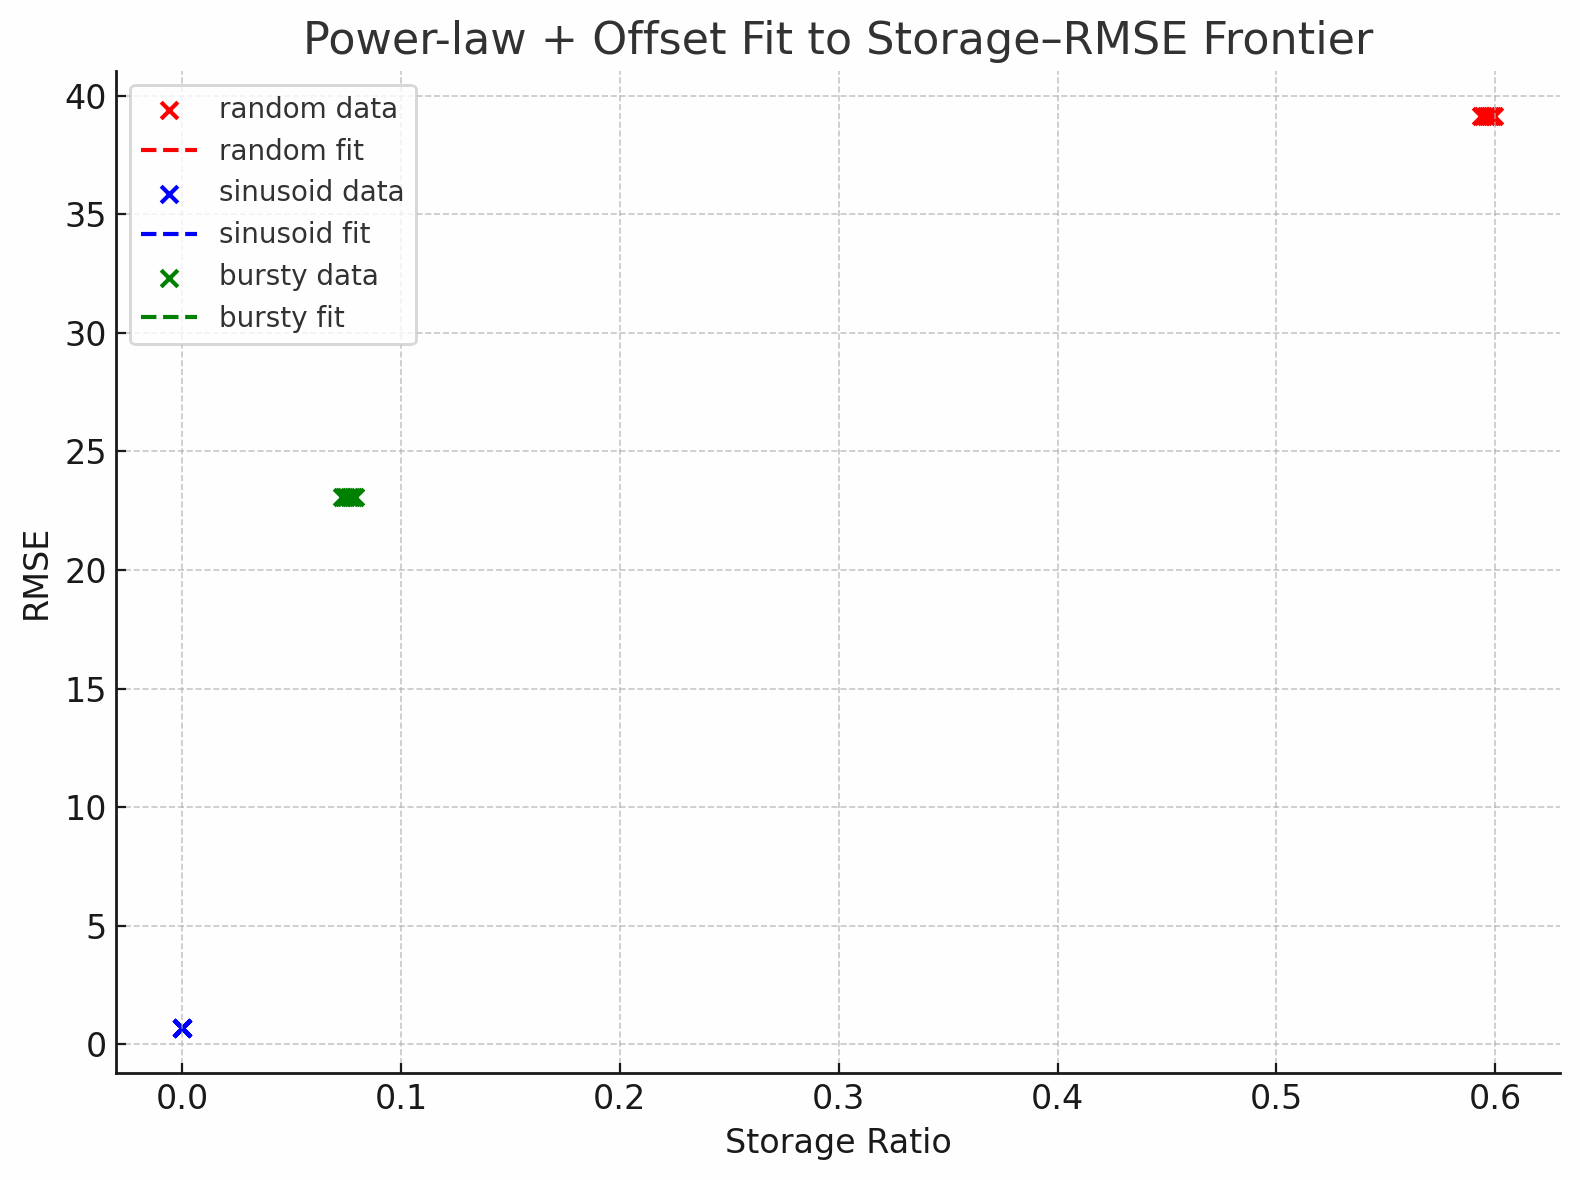 Power-law + Offset Fit to Storage–RMSE Frontier
random data
random fit
sinusoid data
sinusoid fit
bursty data
bursty fit
RMSE
40
35
30
25
20
15
10
5
0
0.0 0.1 0.2 0.3 0.4 0.5 0.6
Storage Ratio